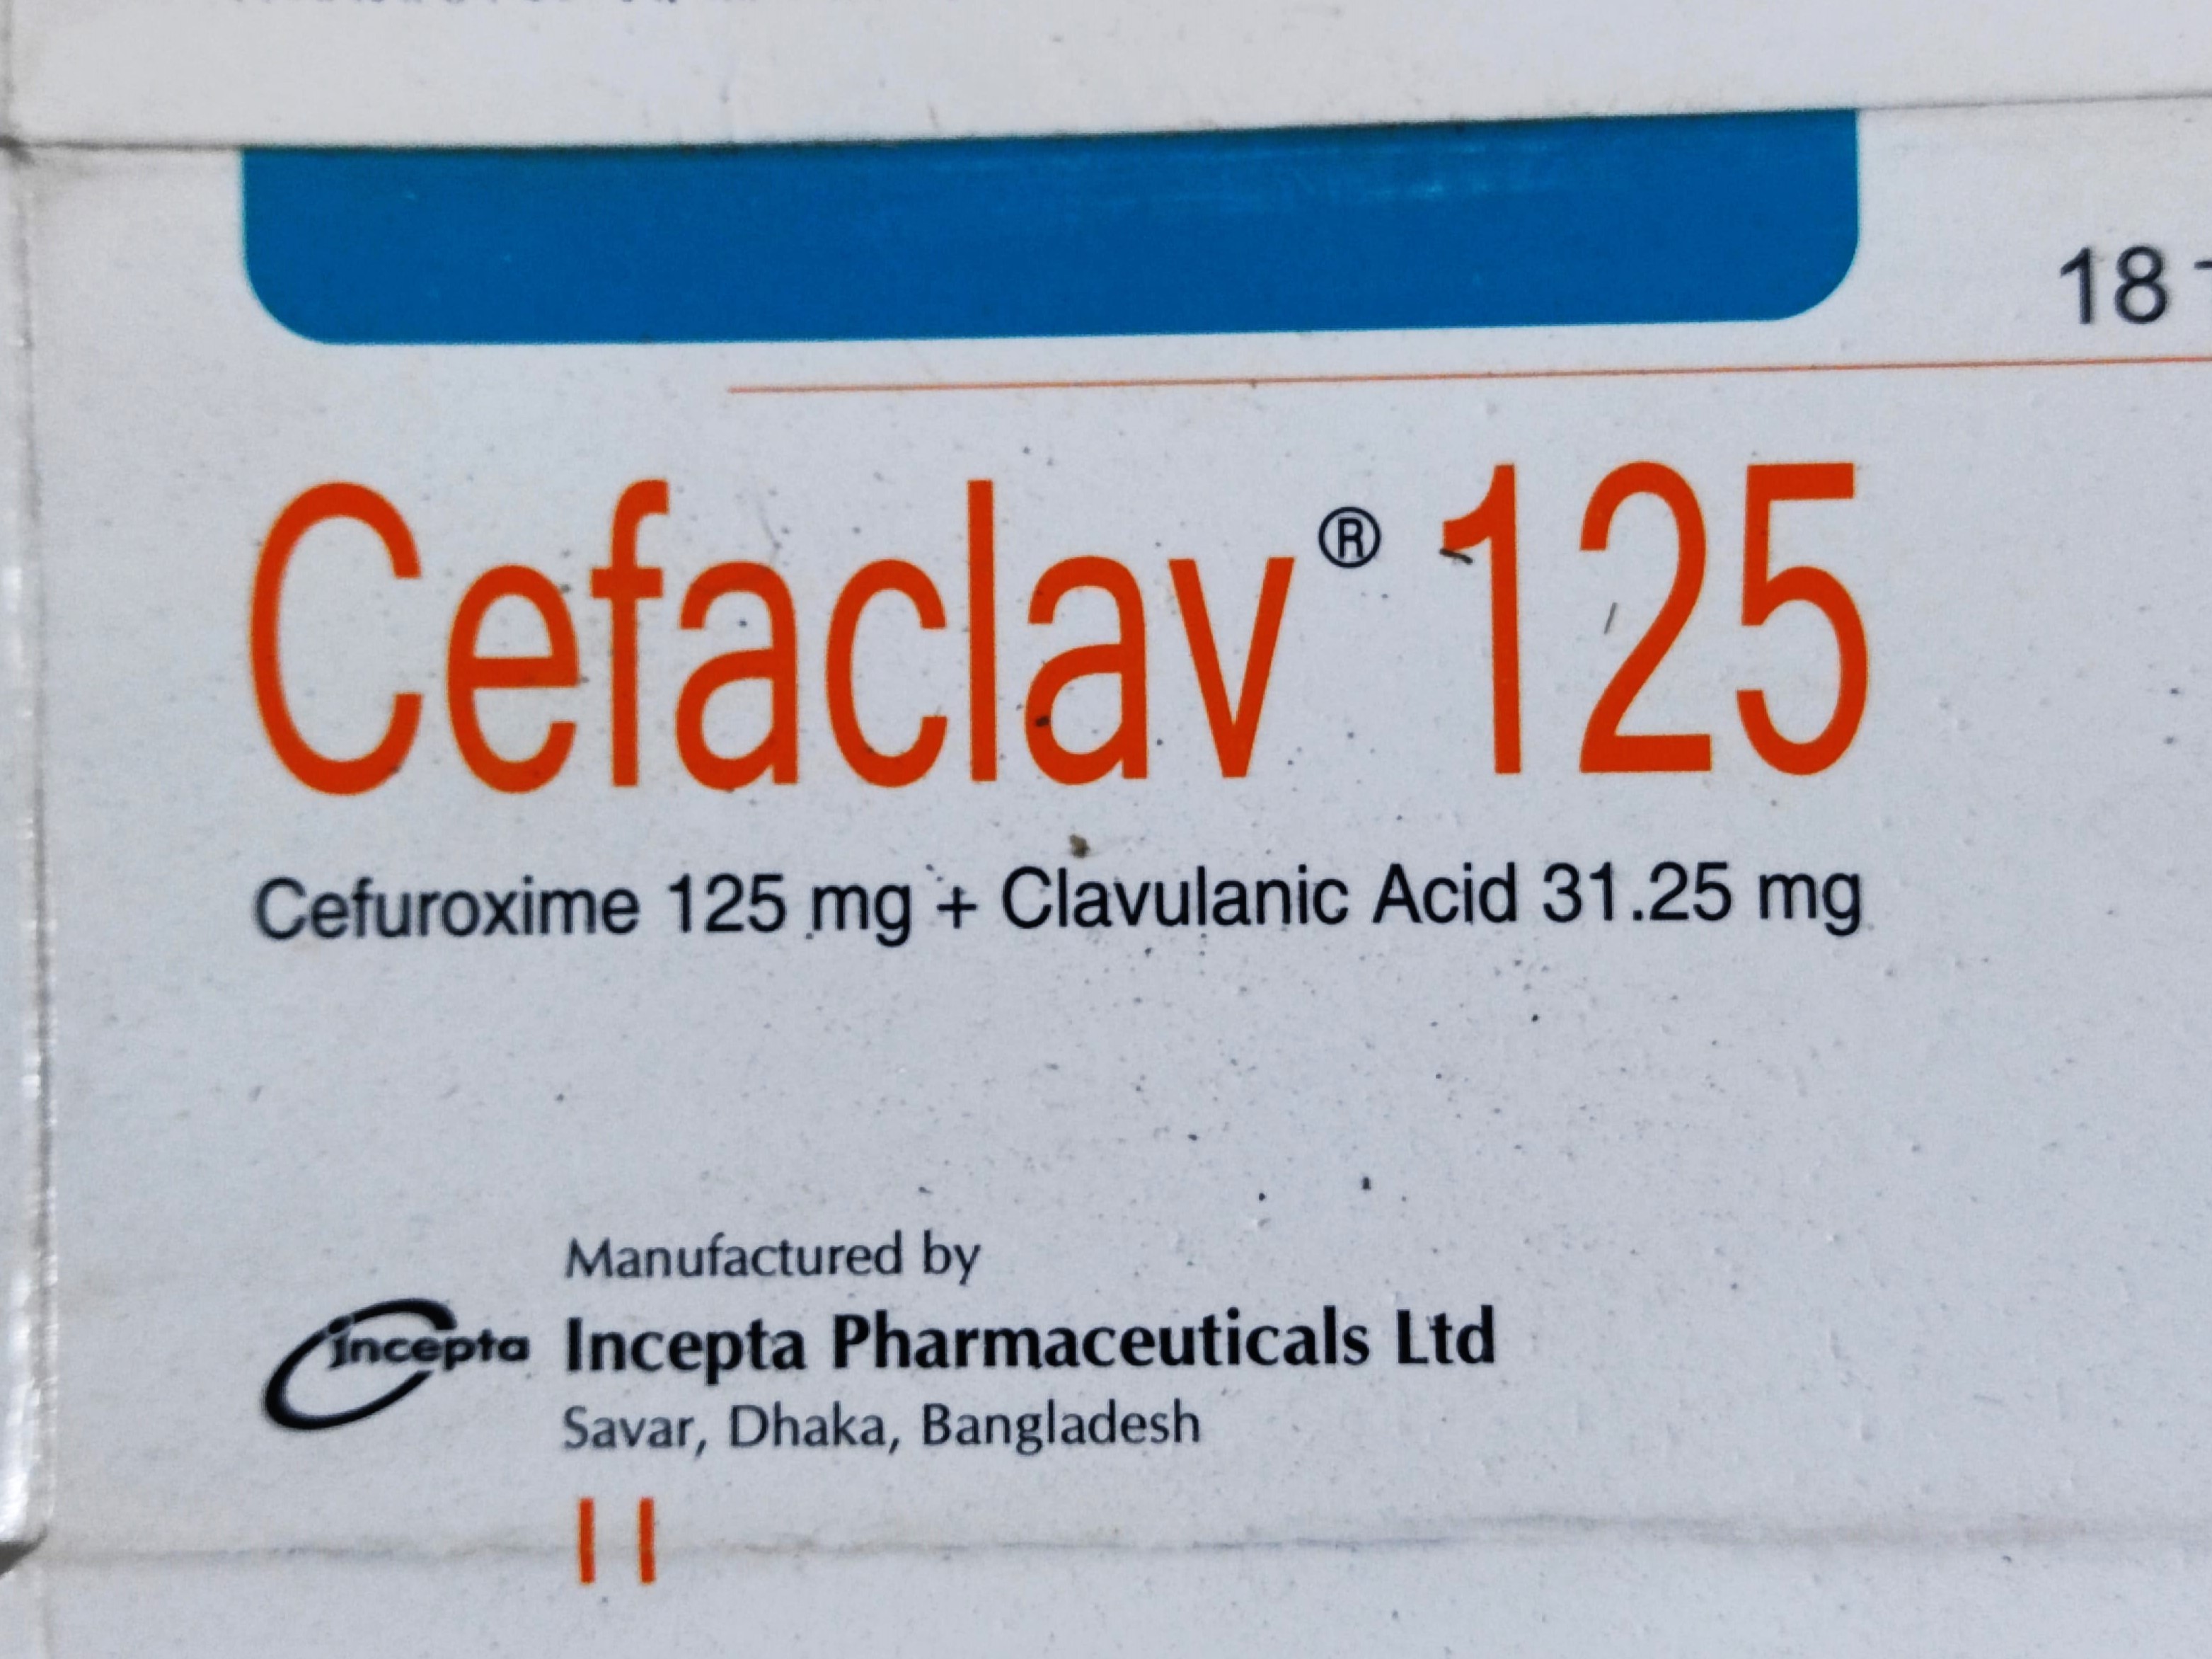 18
Cefaclav® 125
Cefuroxime 125 mg + Clavulanic Acid 31.25 mg
Manufactured by
incepta
Incepta Pharmaceuticals Ltd
Savar, Dhaka, Bangladesh